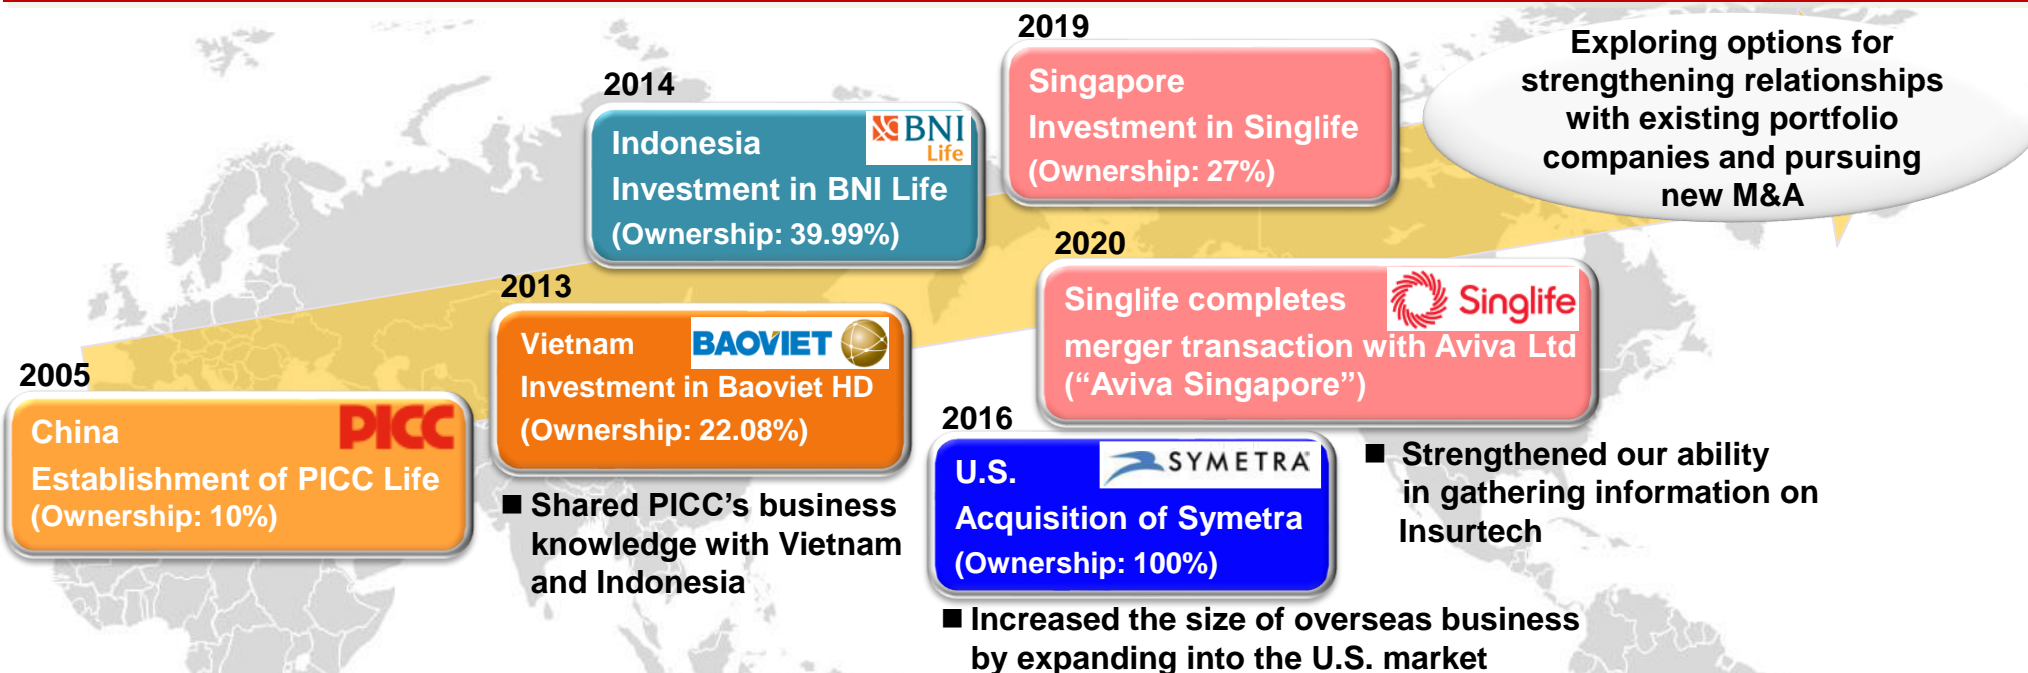 2005
China
PICC
Establishment of PICC Life
(Ownership: 10%)
2013
Vietnam
BAOVIET
Investment in Baoviet HD
(Ownership: 22.08%)
■ Shared PICC’s business
knowledge with Vietnam
and Indonesia
2014
Indonesia
BNI
Life
Investment in BNI Life
(Ownership: 39.99%)
2016
U.S.
SYMETRA
Acquisition of Symetra
(Ownership: 100%)
■ Increased the size of overseas business
by expanding into the U.S. market
2019
Singapore
Investment in Singlife
(Ownership: 27%)
2020
Singlife completes
Singlife
merger transaction with Aviva Ltd
(“Aviva Singapore”)
■ Strengthened our ability
in gathering information on
Insurtech
Exploring options for
strengthening relationships
with existing portfolio
companies and pursuing
new M&A